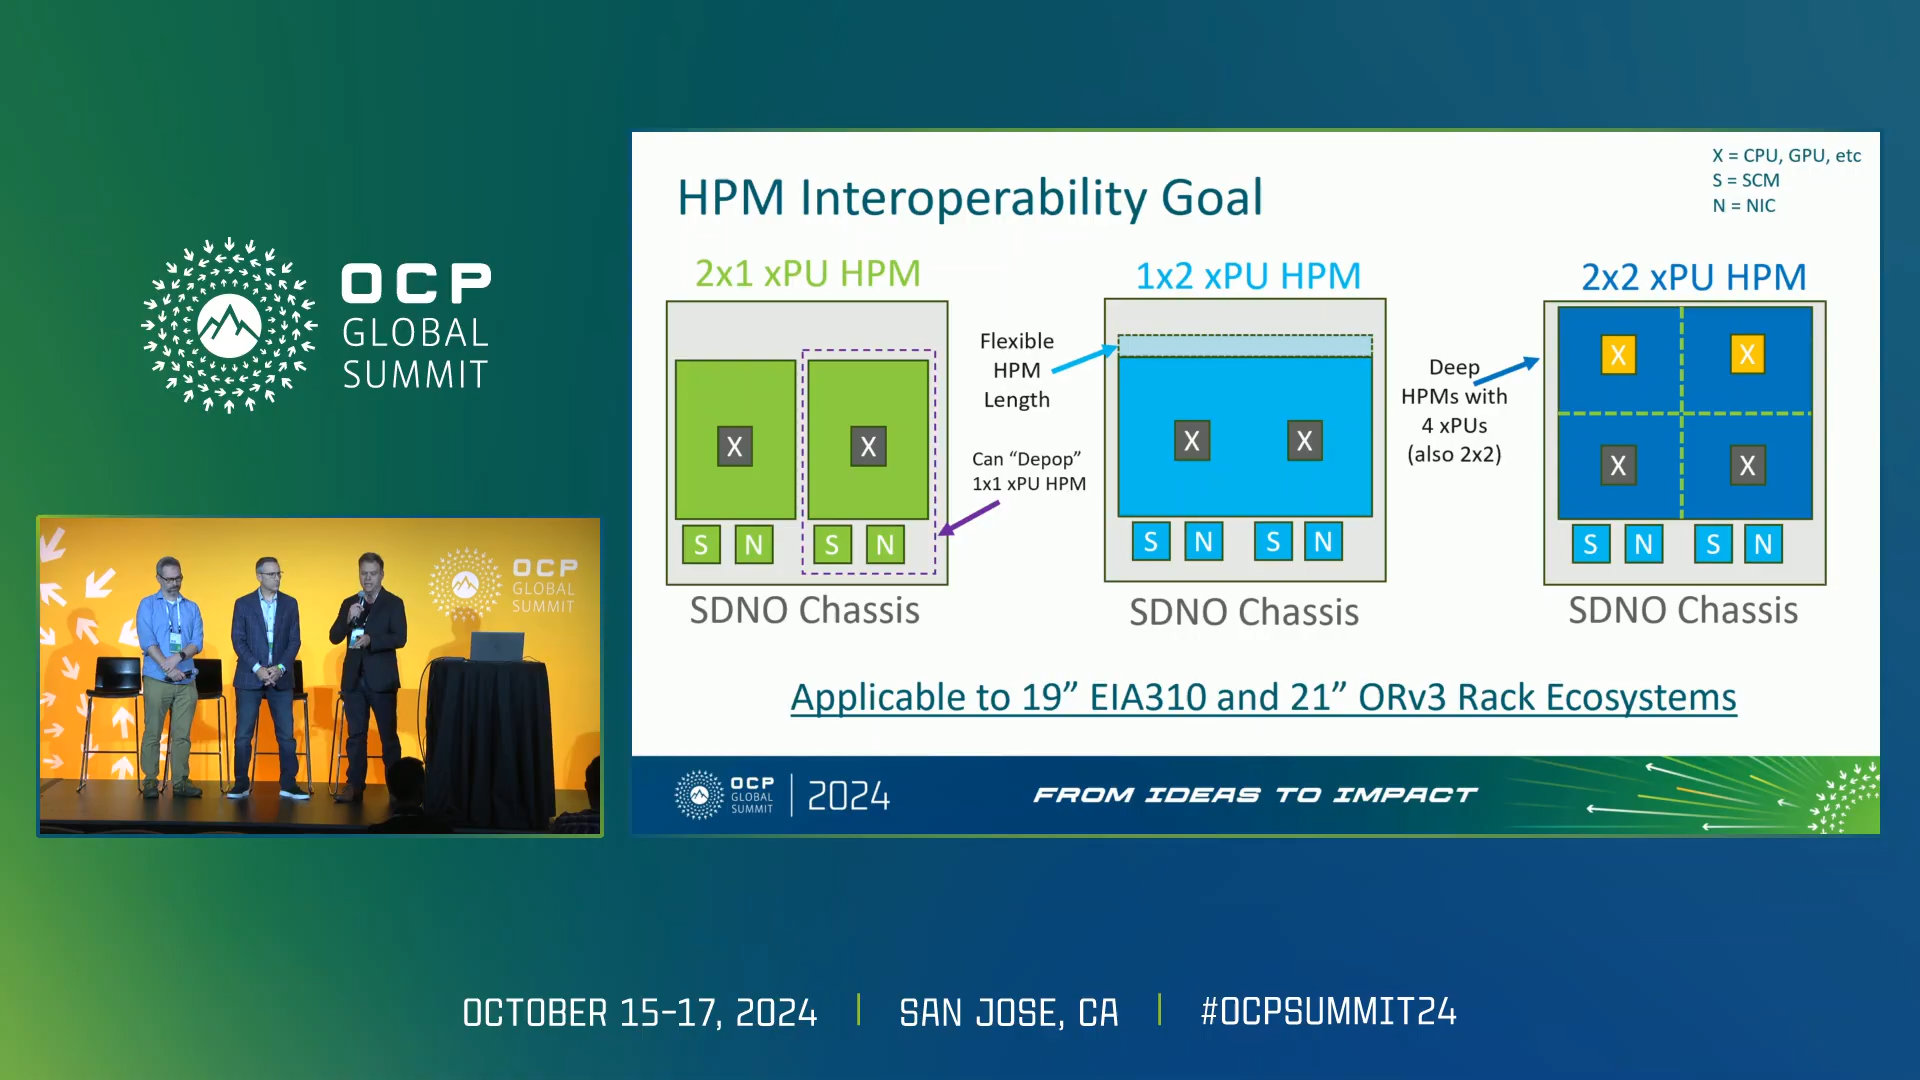 OCP
GLOBAL
SUMMIT
OCP
GLOBAL
SUMMIT
HPM Interoperability Goal
X = CPU, GPU, etc
S = SCM
N = NIC
2x1 xPU HPM
X
X
S
N
S
N
SDNO Chassis
Flexible
HPM
Length
Can “Depop”
1x1 xPU HPM
1x2 xPU HPM
X
X
S
N
S
N
SDNO Chassis
Deep
HPMs with
4 xPUs
(also 2x2)
2x2 xPU HPM
X
X
X
X
S
N
S
N
SDNO Chassis
Applicable to 19” EIA310 and 21” ORv3 Rack Ecosystems
OCP
GLOBAL
SUMMIT
2024
FROM IDEAS TO IMPACT
OCTOBER 15-17, 2024
SAN JOSE, CA
#OCPSUMMIT24